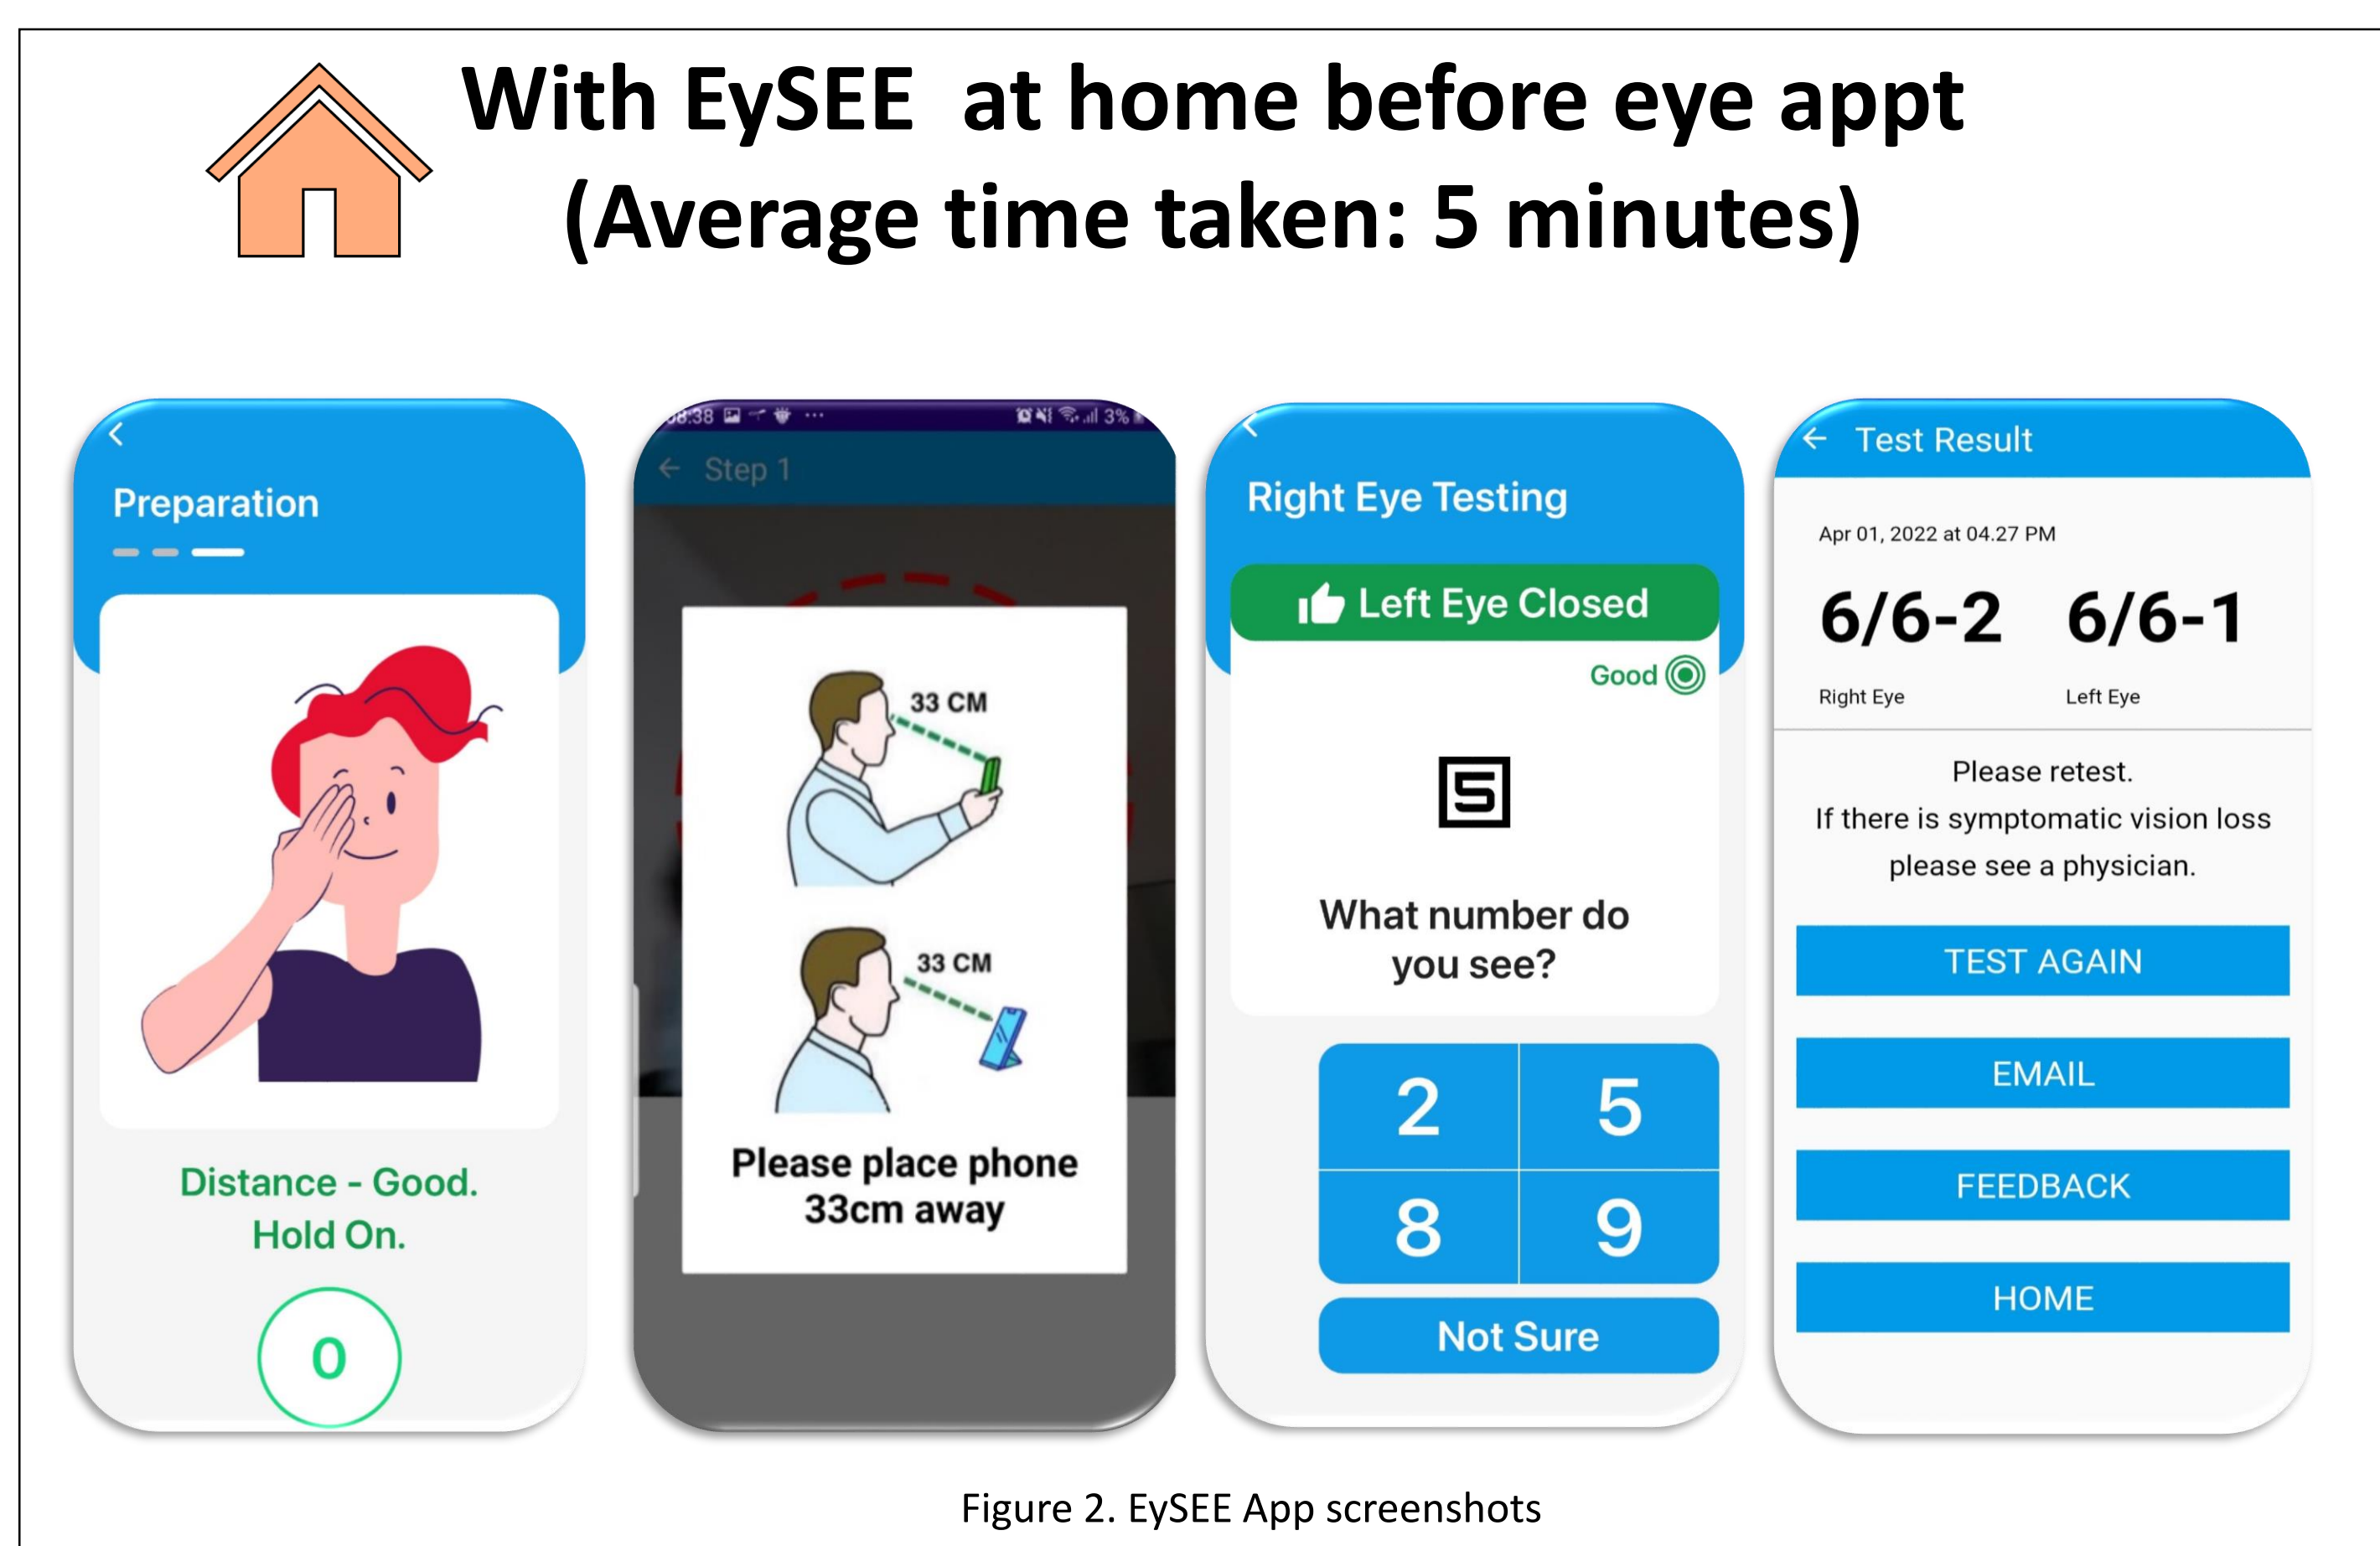 With EySEE  at home before eye appt
(Average time taken: 5 minutes)
Preparation
Distance - Good.
Hold On.
0
08:38
3%
Step 1
33 CM
33 CM
Please place phone
33cm away
Right Eye Testing
Left Eye Closed
Good
5
What number do
you see?
2 5
8 9
Not Sure
Test Result
Apr 01, 2022 at 04.27 PM
6/6-2 6/6-1
Right Eye Left Eye
Please retest.
If there is symptomatic vision loss
please see a physician.
TEST AGAIN
EMAIL
FEEDBACK
HOME
Figure 2. EySEE App screenshots